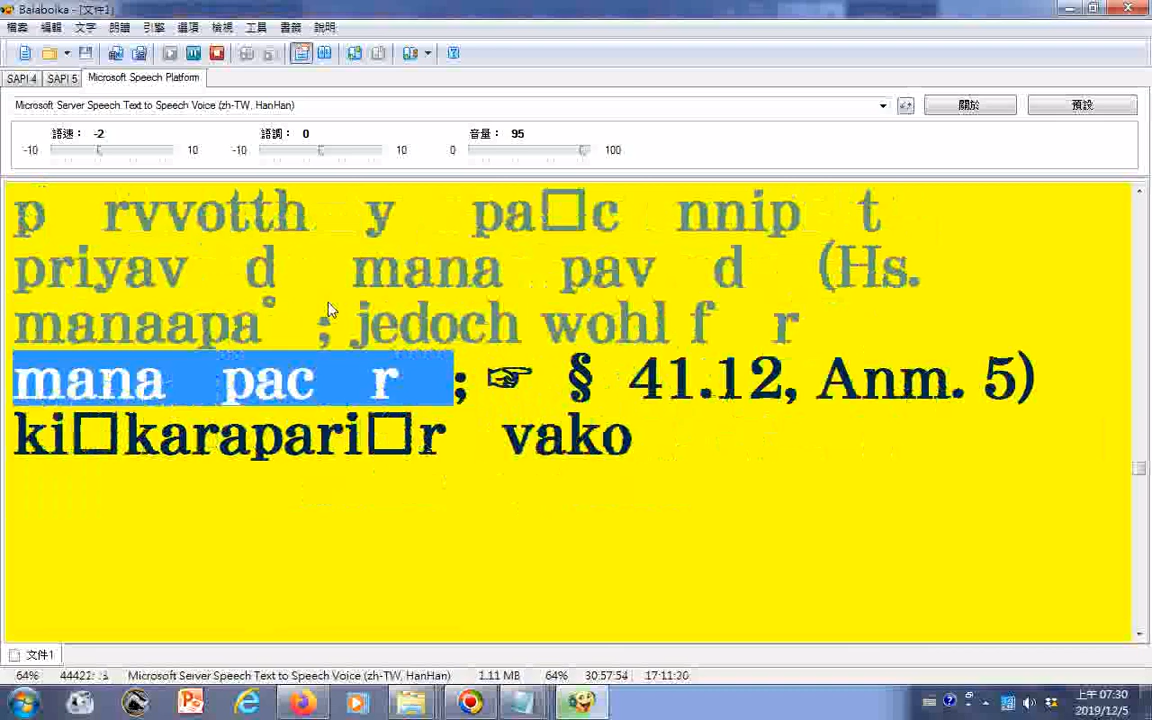 Balabolka - [文件1]
檔案 編輯 文字 朗讀 引擎 選項 檢視 工具 書籤 說明
SAPI 4 SAPI 5 Microsoft Speech Platform
Microsoft Server Speech Text to Speech Voice (zh-TW, HanHan) 關於 預設
語速： -2 語調： 0 音量： 95
-10 10 -10 10 0 100
p rvvotth y pa□c nnip t
priyav d mana pav d (Hs.
manaapa° ; jedoch wohl f r
mana pac r ; ☞ § 41.12, Anm. 5)
ki□karapari□r vako
文件1
64% Microsoft Server Speech Text to Speech Voice (zh-TW, HanHan) 1.11 MB 64% 30:57:54 17:11:20
上午 07:30
2019/12/5